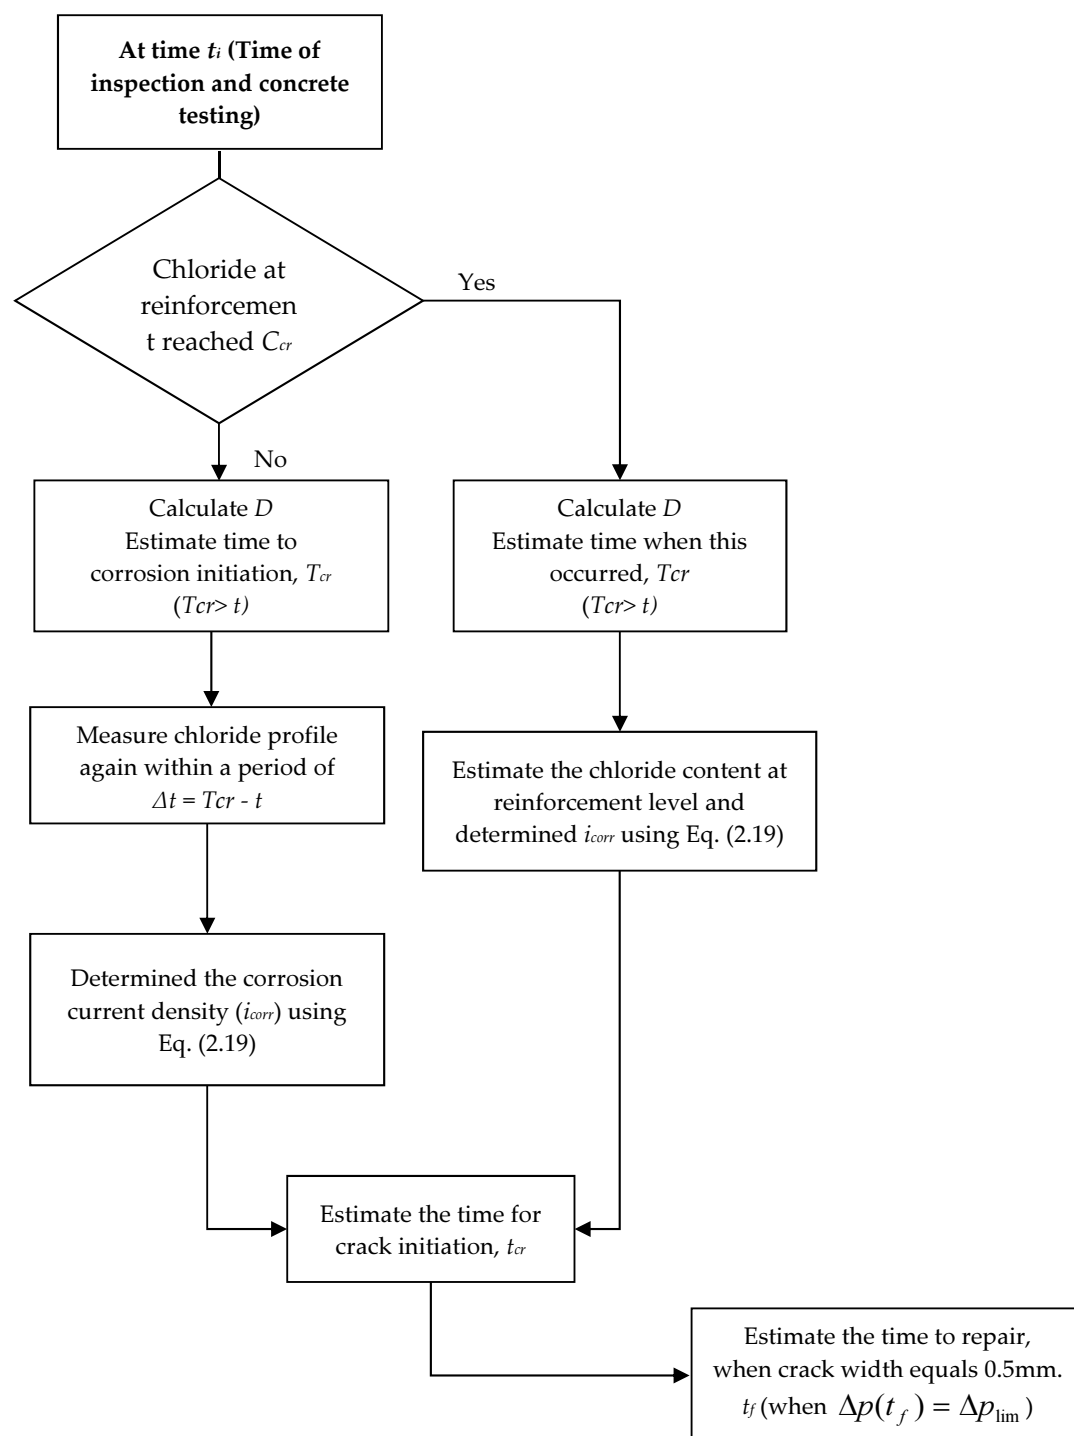 At time ti (Time of
inspection and concrete
testing)
Chloride at
reinforcemen
t reached Ccr
Yes
No
Calculate D
Estimate time to
corrosion initiation, Tcr
(Tcr> t)
Calculate D
Estimate time when this
occurred, Tcr
(Tcr> t)
Measure chloride profile
again within a period of
Δt = Tcr - t
Estimate the chloride content at
reinforcement level and
determined icorr using Eq. (2.19)
Determined the corrosion
current density (icorr) using
Eq. (2.19)
Estimate the time for
crack initiation, tcr
Estimate the time to repair,
when crack width equals 0.5mm.
tf (when Δp(t_f) = Δp_lim )